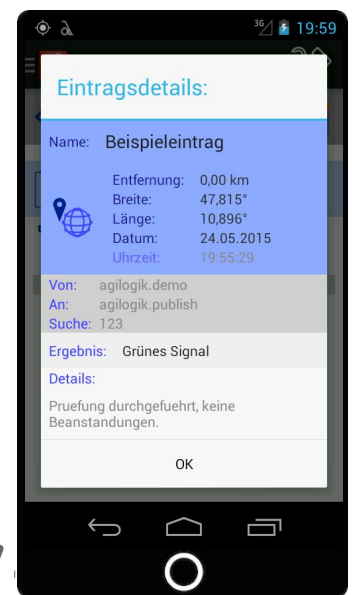 3G 19:59
Eintragsdetails:
Name: Beispieleintrag
Entfernung: 0,00 km
Breite: 47,815°
Länge: 10,896°
Datum: 24.05.2015
Uhrzeit: 19:55:29
Von: agilogik.demo
An: agilogik.publish
Suche: 123
Ergebnis: Grünes Signal
Details:
Pruefung durchgefuehrt, keine
Beanstandungen.
OK